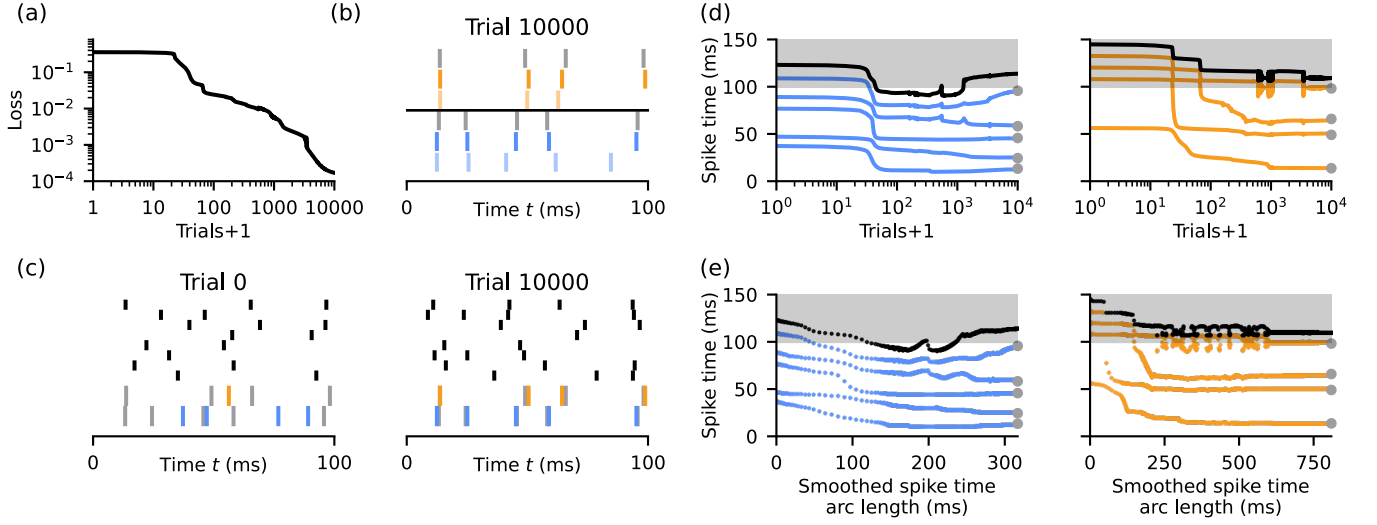 (a)
Loss
10⁻¹
10⁻²
10⁻³
10⁻⁴
1 10 100 1000 10000
Trials+1
(b)
Trial 10000
0 100
Time t (ms)
(c)
Trial 0
0 100
Time t (ms)
Trial 10000
0 100
Time t (ms)
(d)
Spike time (ms)
150
100
50
0
10⁰ 10¹ 10² 10³ 10⁴
Trials+1
150
100
50
0
10⁰ 10¹ 10² 10³ 10⁴
Trials+1
(e)
Spike time (ms)
150
100
50
0
0 100 200 300
Smoothed spike time
arc length (ms)
150
100
50
0
0 250 500 750
Smoothed spike time
arc length (ms)